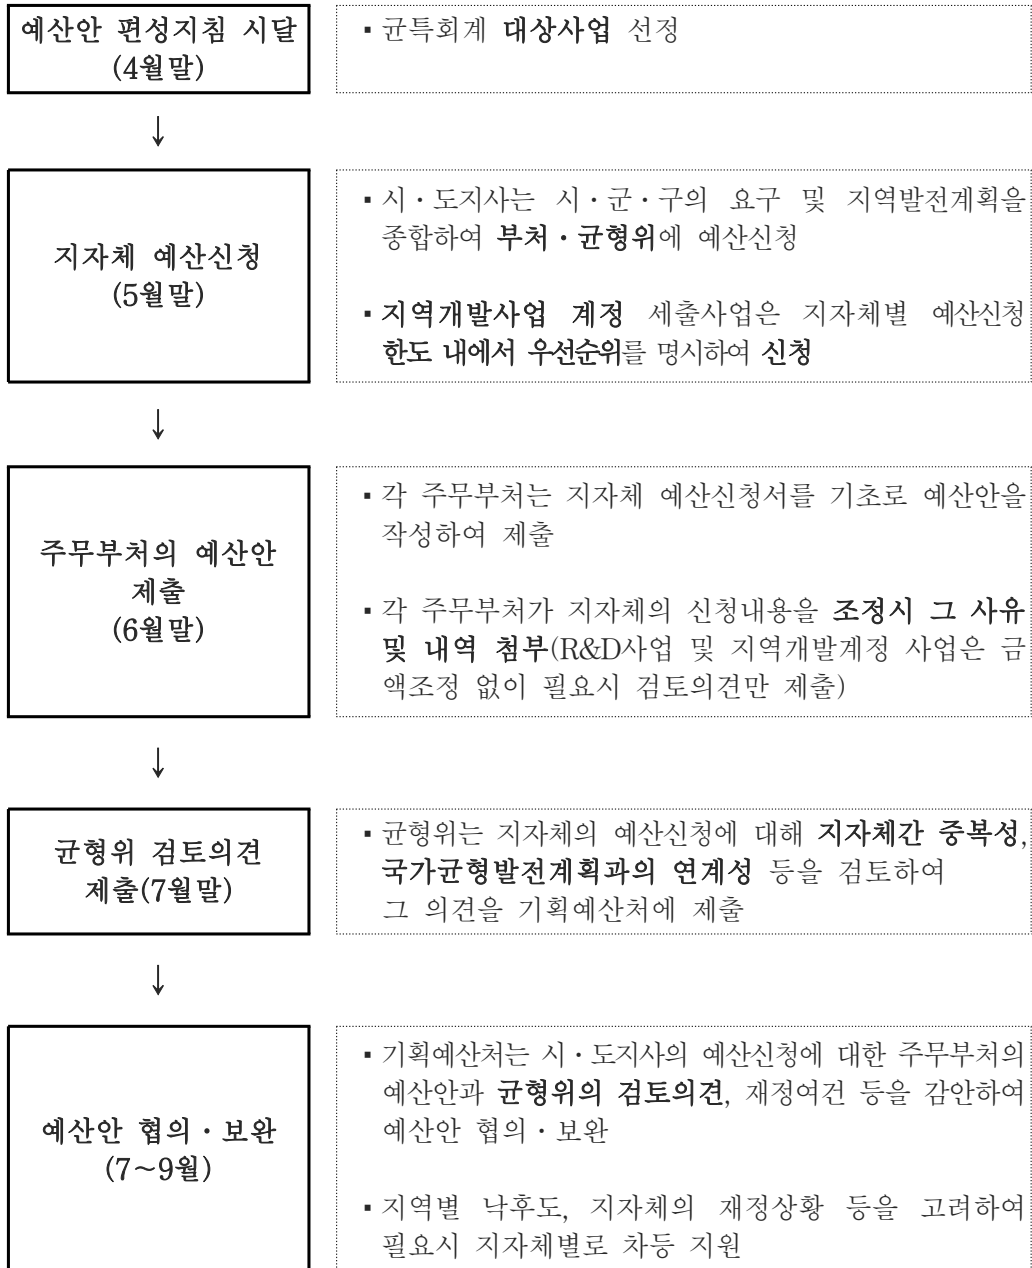 예산안 편성지침 시달
(4월말)
▪ 균특회계 대상사업 선정
↓
지자체 예산신청
(5월말)
▪ 시・도지사는 시・군・구의 요구 및 지역발전계획을
종합하여 부처・균형위에 예산신청
▪ 지역개발사업 계정 세출사업은 지자체별 예산신청
한도 내에서 우선순위를 명시하여 신청
↓
주무부처의 예산안
제출
(6월말)
▪ 각 주무부처는 지자체 예산신청서를 기초로 예산안을
작성하여 제출
▪ 각 주무부처가 지자체의 신청내용을 조정시 그 사유
및 내역 첨부(R&D사업 및 지역개발계정 사업은 금
액조정 없이 필요시 검토의견만 제출)
↓
균형위 검토의견
제출(7월말)
▪ 균형위는 지자체의 예산신청에 대해 지자체간 중복성,
국가균형발전계획과의 연계성 등을 검토하여
그 의견을 기획예산처에 제출
↓
예산안 협의・보완
(7～9월)
▪ 기획예산처는 시・도지사의 예산신청에 대한 주무부처의
예산안과 균형위의 검토의견, 재정여건 등을 감안하여
예산안 협의・보완
▪ 지역별 낙후도, 지자체의 재정상황 등을 고려하여
필요시 지자체별로 차등 지원